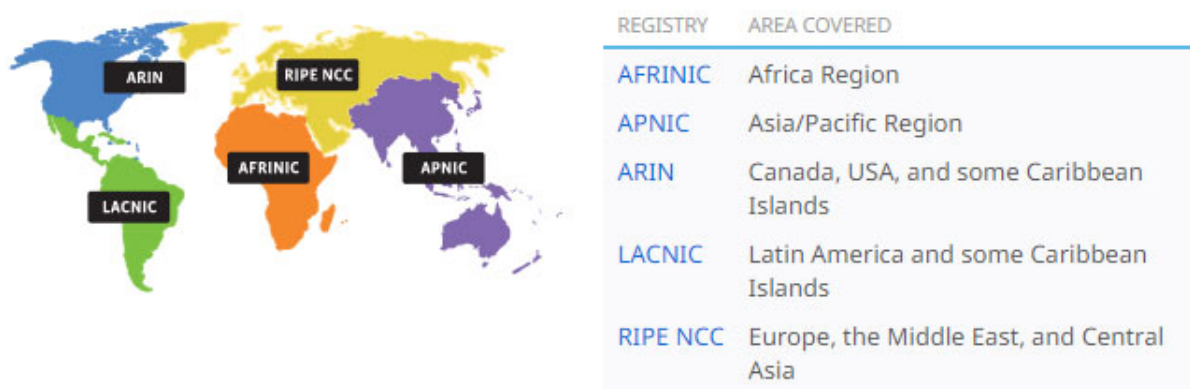 ARIN
RIPE NCC
AFRINIC
APNIC
LACNIC
REGISTRY AREA COVERED
AFRINIC Africa Region
APNIC Asia/Pacific Region
ARIN Canada, USA, and some Caribbean
Islands
LACNIC Latin America and some Caribbean
Islands
RIPE NCC Europe, the Middle East, and Central
Asia